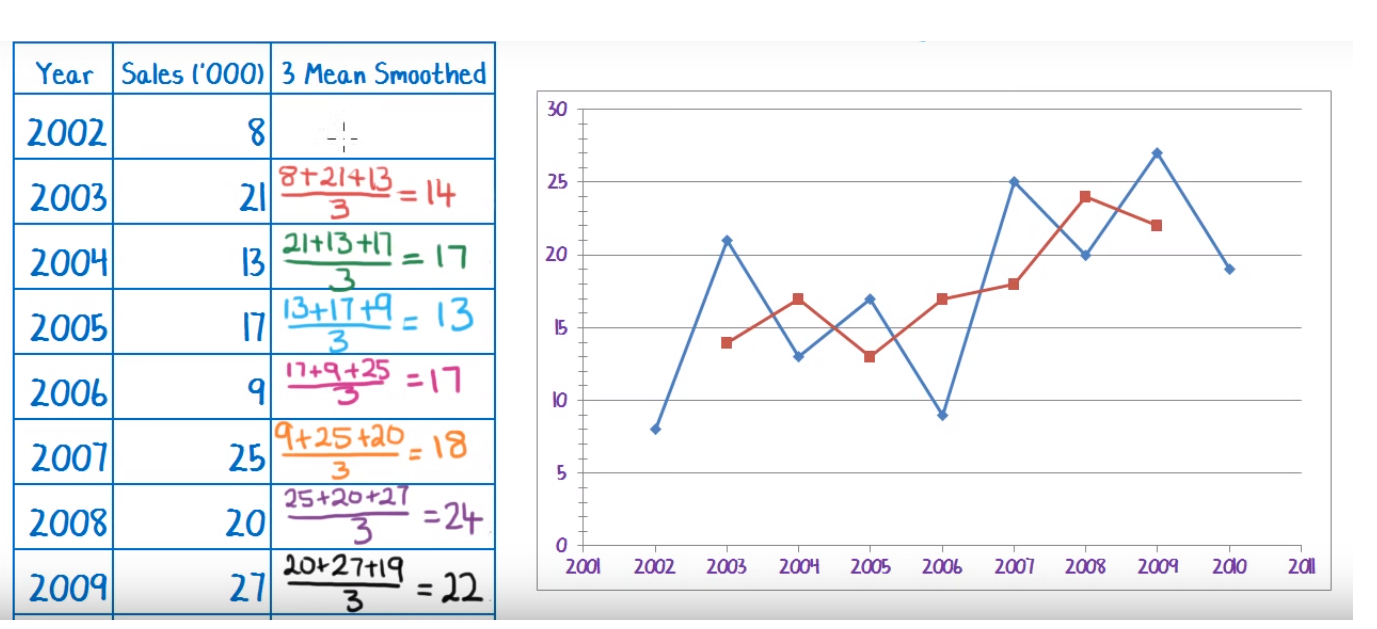 Year Sales ('000) 3 Mean Smoothed
2002 8
2003 21 8+21+13/3 = 14
2004 13 21+13+17/3 = 17
2005 17 13+17+9/3 = 13
2006 9 17+9+25/3 = 17
2007 25 9+25+20/3 = 18
2008 20 25+20+27/3 = 24
2009 27 20+27+19/3 = 22
30
25
20
15
10
5
0
2001 2002 2003 2004 2005 2006 2007 2008 2009 2010 2011